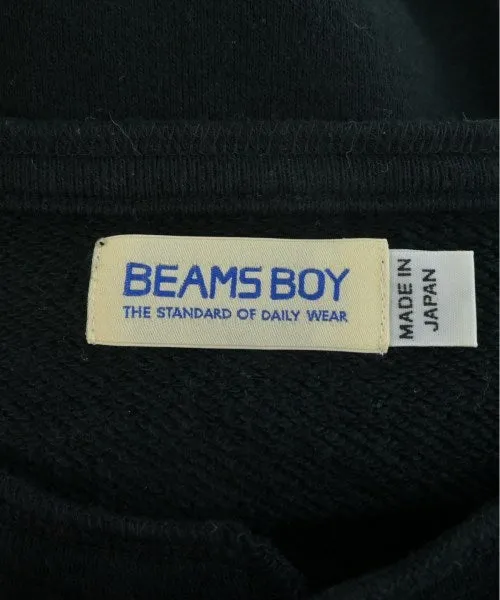 BEAMS BOY
THE STANDARD OF DAILY WEAR
MADE IN
JAPAN